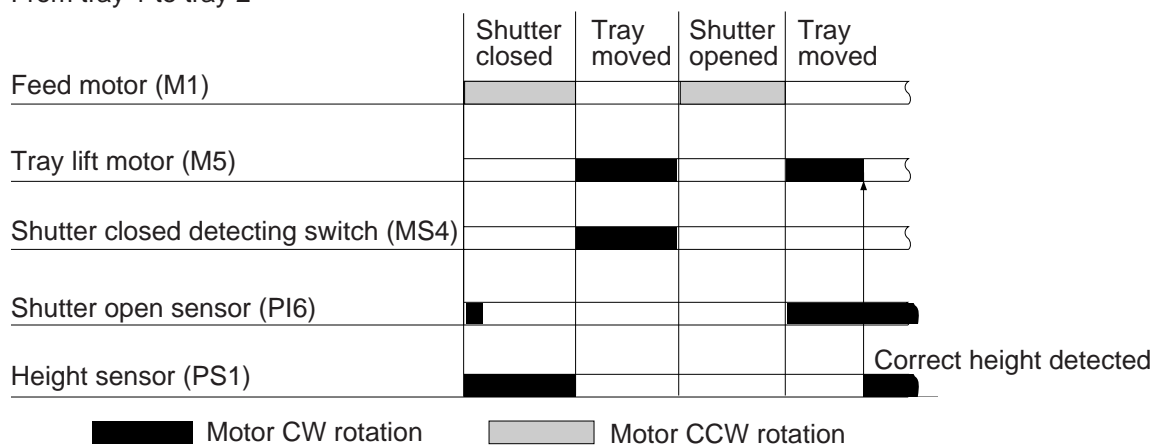 From tray 1 to tray 2
Shutter closed
Tray moved
Shutter opened
Tray moved
Feed motor (M1)
Tray lift motor (M5)
Shutter closed detecting switch (MS4)
Shutter open sensor (PI6)
Correct height detected
Height sensor (PS1)
Motor CW rotation
Motor CCW rotation